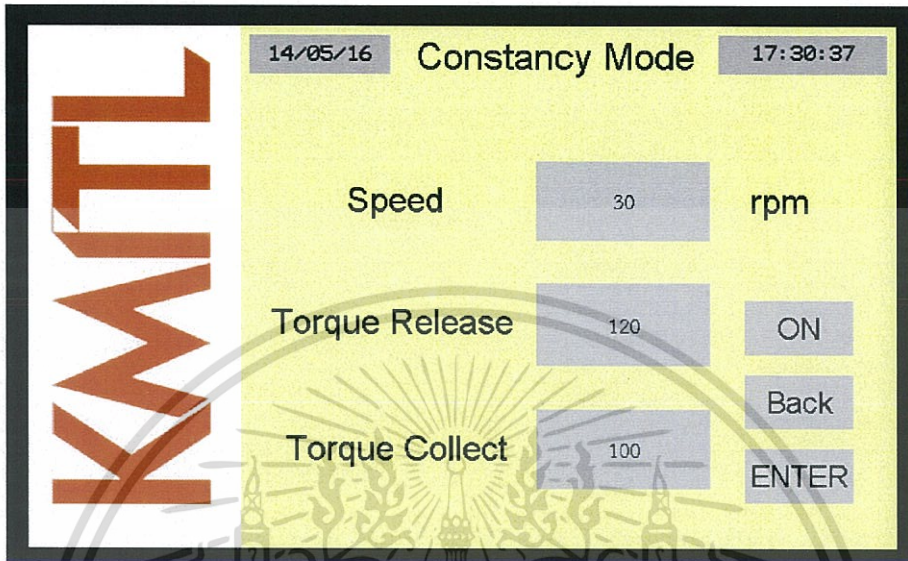 KMITL
14/05/16 Constancy Mode 17:30:37
Speed 30 rpm
Torque Release 120 ON
Back
Torque Collect 100
ENTER